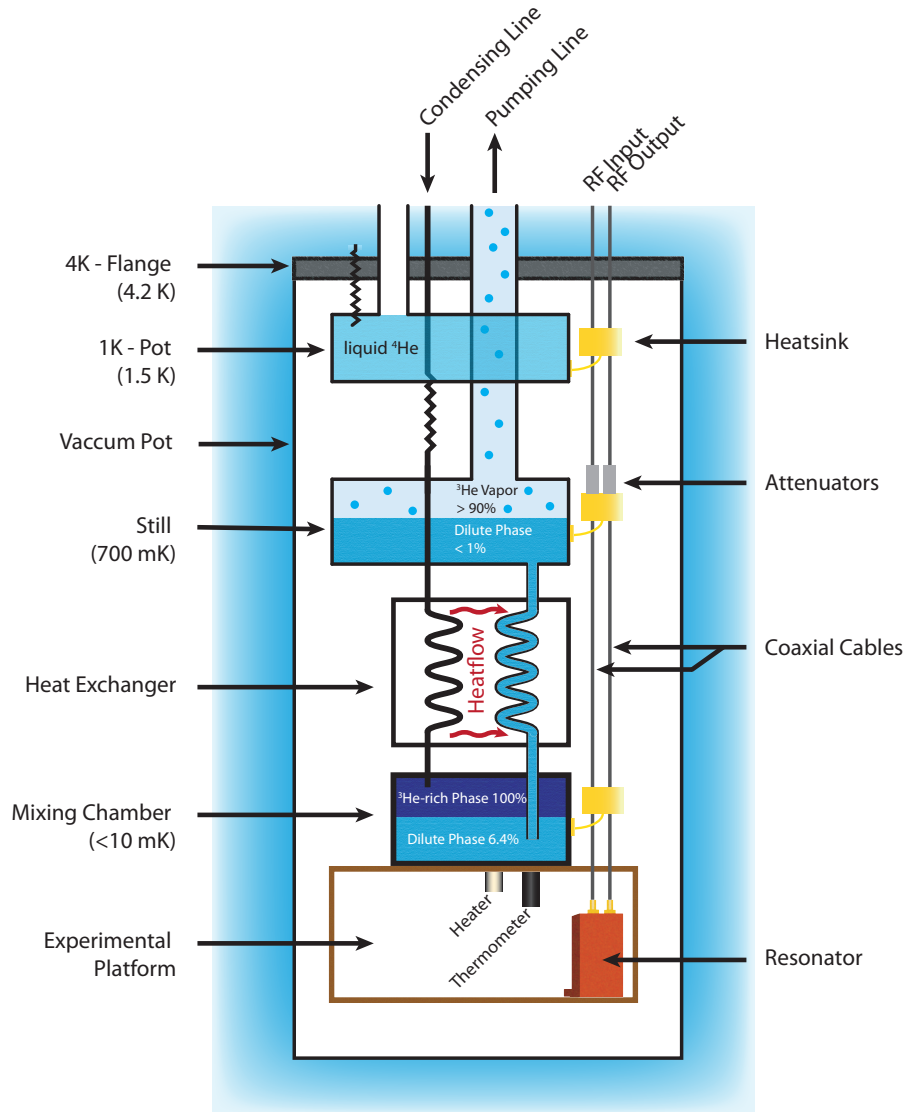 Condensing Line
Pumping Line
RF Input
RF Output
4K - Flange
(4.2 K)
1K - Pot
(1.5 K)
liquid ⁴He
Heatsink
Vaccum Pot
Attenuators
³He Vapor
> 90%
Still
(700 mK)
Dilute Phase
< 1%
Coaxial Cables
Heat Exchanger
Heatflow
Mixing Chamber
(<10 mK)
³He-rich Phase 100%
Dilute Phase 6.4%
Heater
Thermometer
Experimental
Platform
Resonator